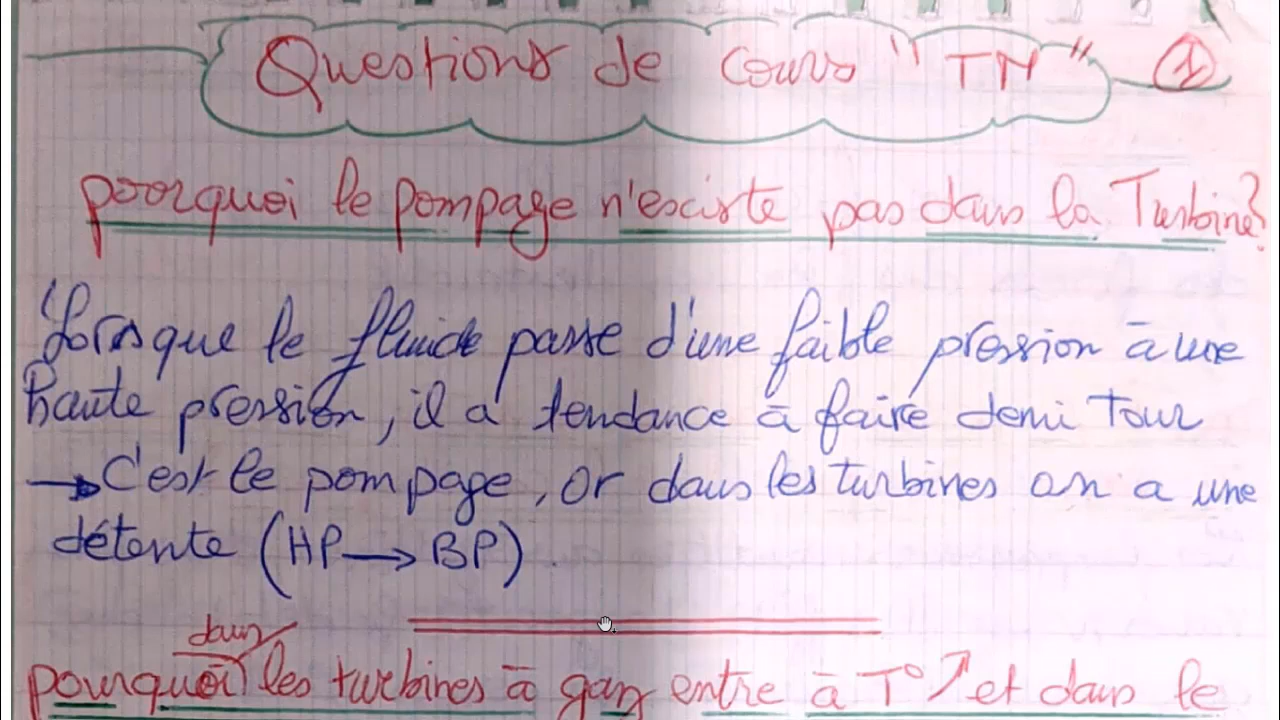 Questions de cours "TM" 1
pourquoi le pompage n'existe pas dans la Turbine?
Lorsque le fluide passe d'une faible pression à une
haute pression, il a tendance à faire demi tour
→ C'est le pompage, or dans les turbines on a une
détente (HP → BP)
dans
pourquoi les turbines à gaz entre à T° ↗ et dans le